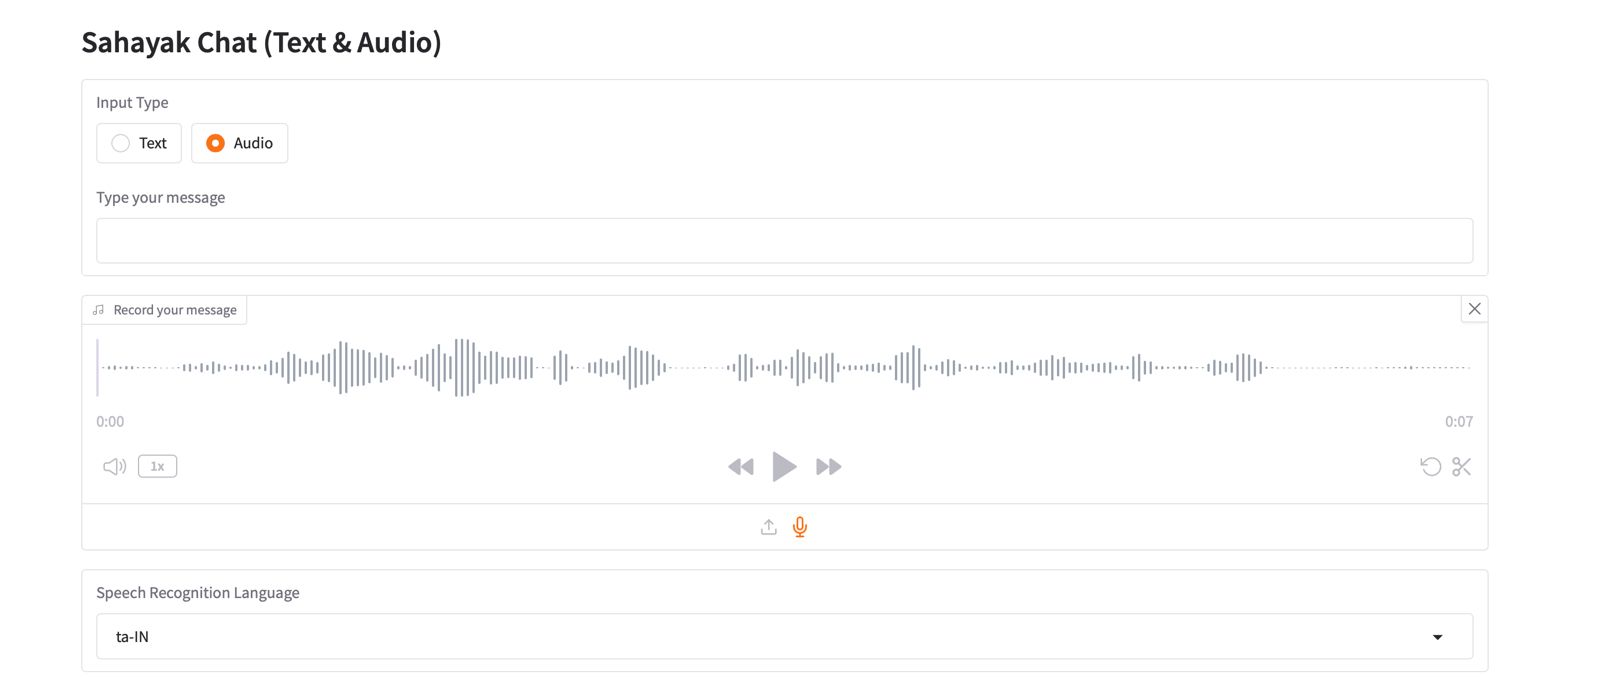 Sahayak Chat (Text & Audio)
Input Type
Text Audio
Type your message
Record your message
0:00 0:07
1x
Speech Recognition Language
ta-IN